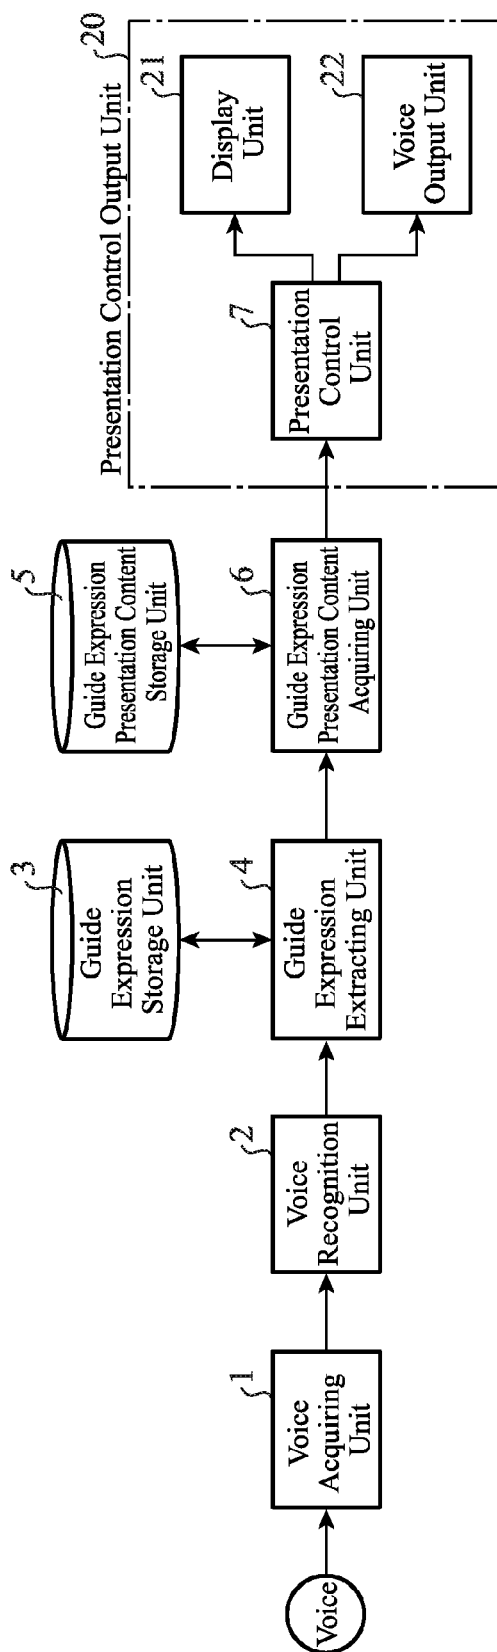 Voice
1
Voice
Acquiring
Unit
2
Voice
Recognition
Unit
3
Guide
Expression
Storage Unit
4
Guide
Expression
Extracting Unit
5
Guide Expression
Presentation Content
Storage Unit
6
Guide Expression
Presentation Content
Acquiring Unit
Presentation Control Output Unit
20
7
Presentation
Control
Unit
21
Display
Unit
22
Voice
Output Unit